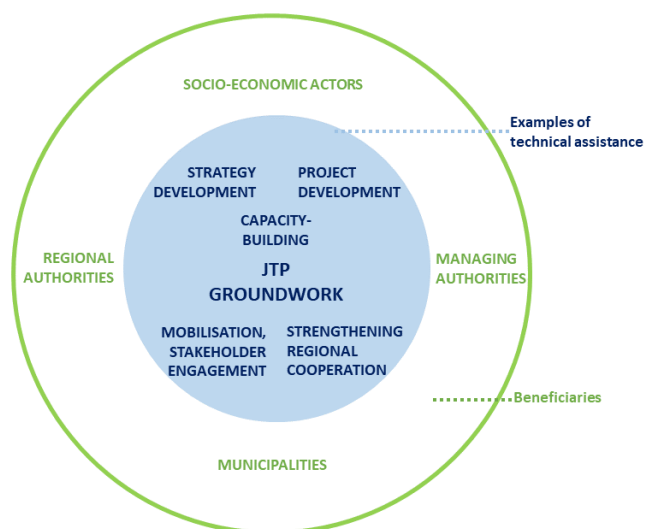 SOCIO-ECONOMIC ACTORS
Examples of
technical assistance
STRATEGY
DEVELOPMENT
PROJECT
DEVELOPMENT
CAPACITY-
BUILDING
REGIONAL
AUTHORITIES
JTP
GROUNDWORK
MANAGING
AUTHORITIES
MOBILISATION,
STAKEHOLDER
ENGAGEMENT
STRENGTHENING
REGIONAL
COOPERATION
Beneficiaries
MUNICIPALITIES